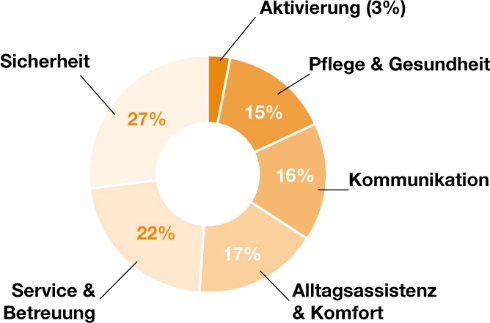 Aktivierung (3%)
Sicherheit
Pflege & Gesundheit
27%
15%
16%
Kommunikation
22%
17%
Service &
Betreuung
Alltagsassistenz
& Komfort